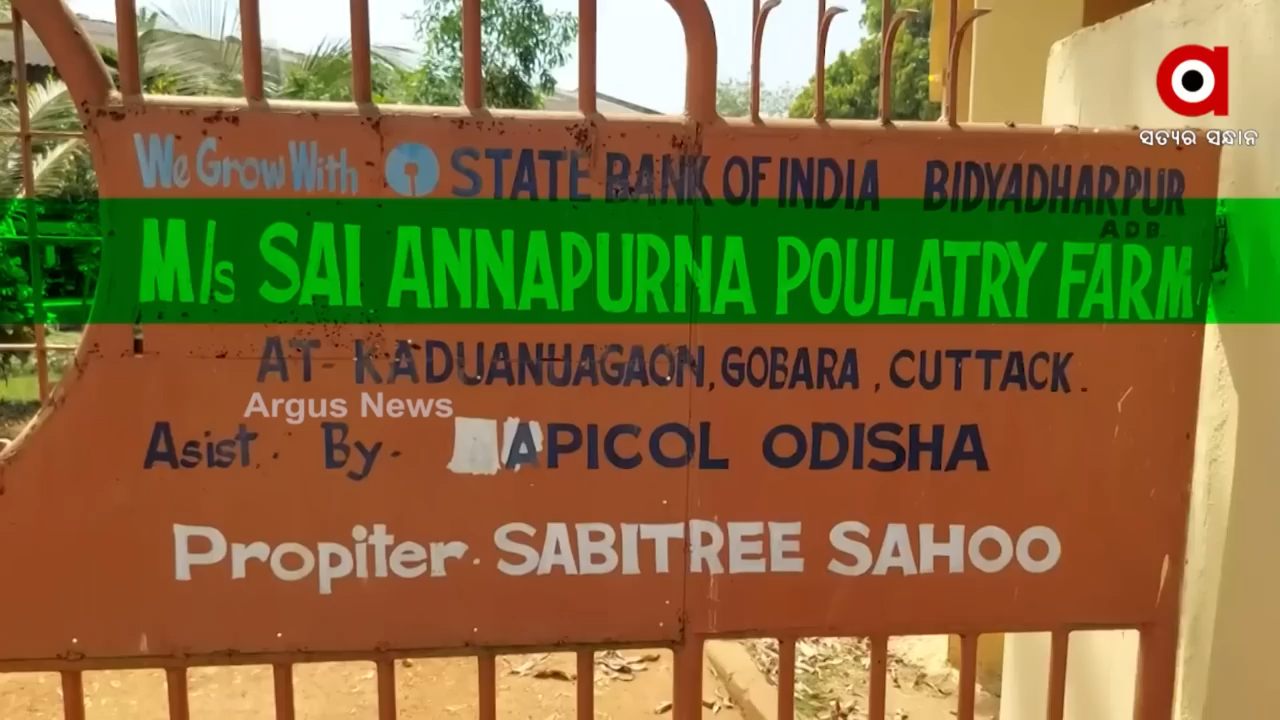 ସତ୍ୟର ସନ୍ଧାନ
We Grow With STATE BANK OF INDIA BIDYADHARPUR
ADB
M/s SAI ANNAPURNA POULATRY FARM
AT- KADUANUAGAON, GOBARA, CUTTACK.
Argus News
Asist. By- APICOL ODISHA
Propiter. SABITREE SAHOO